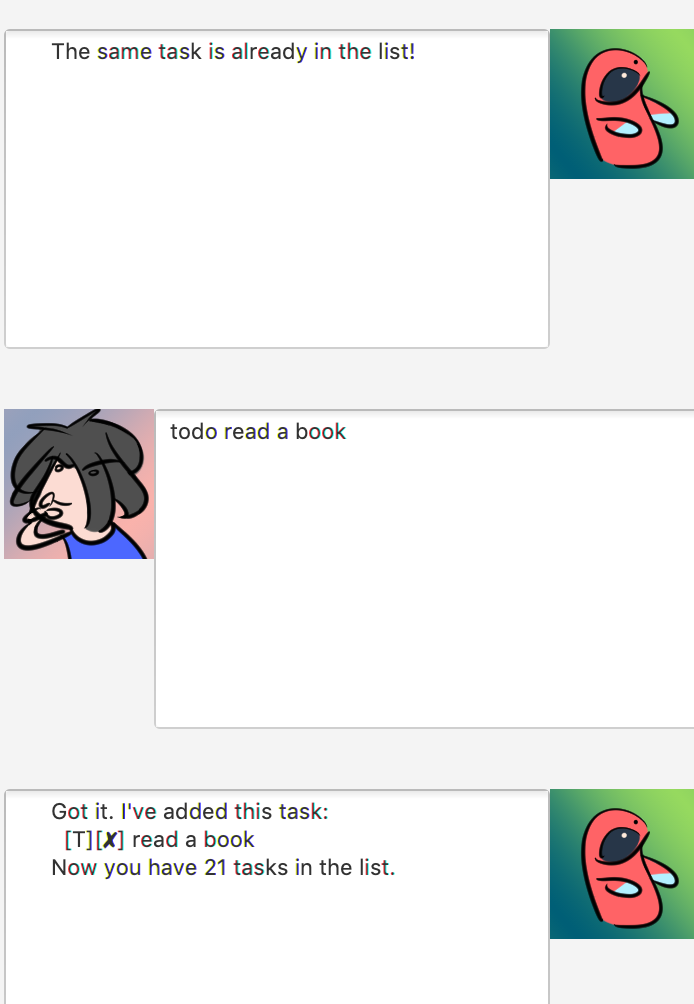 The same task is already in the list!
todo read a book
Got it. I've added this task:
[T][✘] read a book
Now you have 21 tasks in the list.